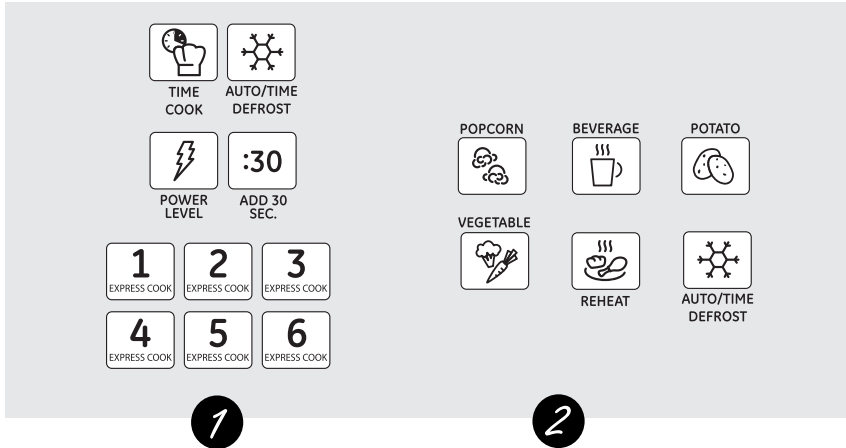 TIME
COOK
AUTO/TIME
DEFROST
:30
POWER
LEVEL
ADD 30
SEC.
1
EXPRESS COOK
2
EXPRESS COOK
3
EXPRESS COOK
4
EXPRESS COOK
5
EXPRESS COOK
6
EXPRESS COOK
1
POPCORN
BEVERAGE
POTATO
VEGETABLE
REHEAT
AUTO/TIME
DEFROST
2